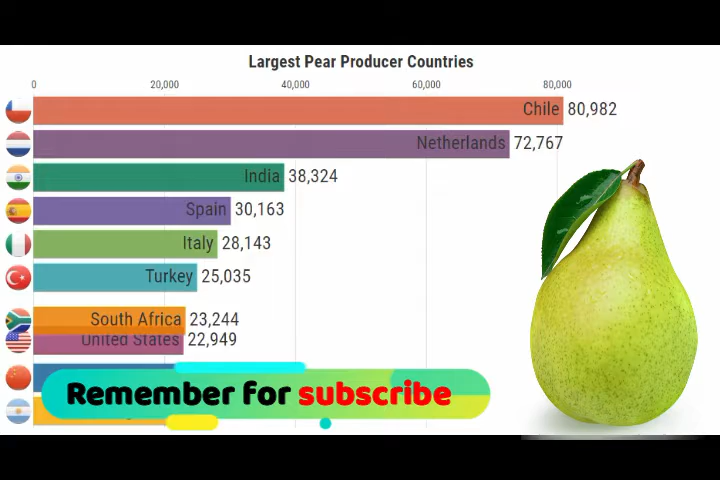 Largest Pear Producer Countries
0 20,000 40,000 60,000 80,000
Chile 80,982
Netherlands 72,767
India 38,324
Spain 30,163
Italy 28,143
Turkey 25,035
South Africa 23,244
United States 22,949
Remember for subscribe